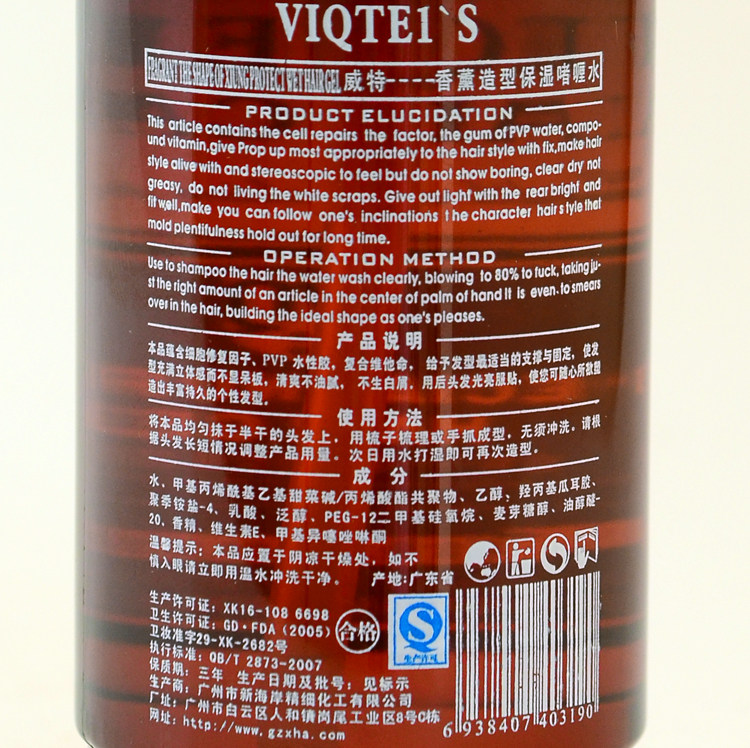 VIQTE1`S
FRAGRANT THE SHAPE OF XIUNG PROTECT WET HAIR GEL 威特----香薰造型保湿啫喱水
PRODUCT ELUCIDATION
This article contains the cell repairs the factor, the gum of PVP water, compo-
und vitamin,give Prop up most appropriately to the hair style with fix,make hair
style alive with and stereoscopic to feel but do not show boring, clear dry not
greasy, do not living the white scraps. Give out light with the rear bright and
fit well,make you can follow one's inclinations the character hair style that
mold plentifulness hold out for long time.
OPERATION METHOD
Use to shampoo the hair the water wash clearly, blowing to 80% to tuck, taking ju-
st the right amount of an article in the center of palm of hand It is even. to smears
over in the hair, building the ideal shape as one's pleases.
产品说明
本品蕴含细胞修复因子、PVP 水性胶，复合维他命， 给予发型最适当的支撑与固定，使发
型充满立体感而不显呆板，清爽不油腻， 不生白屑．用后头发光亮服贴，使您可随心所欲塑
造出丰富持久的个性发型．
使用方法
将本品均匀抹于半干的头发上，用梳子梳理或手抓成型，无须冲洗．请根
据头发长短情况调整产品用量．次日用水打湿即可再次造型．
成分
水、甲基丙烯酰基乙基甜菜碱/丙烯酸酯共聚物、乙醇、羟丙基瓜耳胶、
聚季铵盐-4、乳酸、泛醇、PEG-12二甲基硅氧烷、麦芽糖醇、油醇醚-
20、香精、维生素E、甲基异噻唑啉酮
温馨提示：本品应置于阴凉干燥处，如不
慎入眼请立即用温水冲洗干净． 产地:广东省
生产许可证：XK16-108 6698
卫生许可证：GD·FDA（2005）
卫妆准字29-XK-2682号
执行标准：QB/T 2873-2007
保质期：三年 生产日期及批号：见标示
生产商：广州市新海岸精细化工有限公司
厂址：广州市白云区人和镇岗尾工业区8号C栋
网址：http://www.gzxha.com
合格
S
生产许可
6 938407 403190